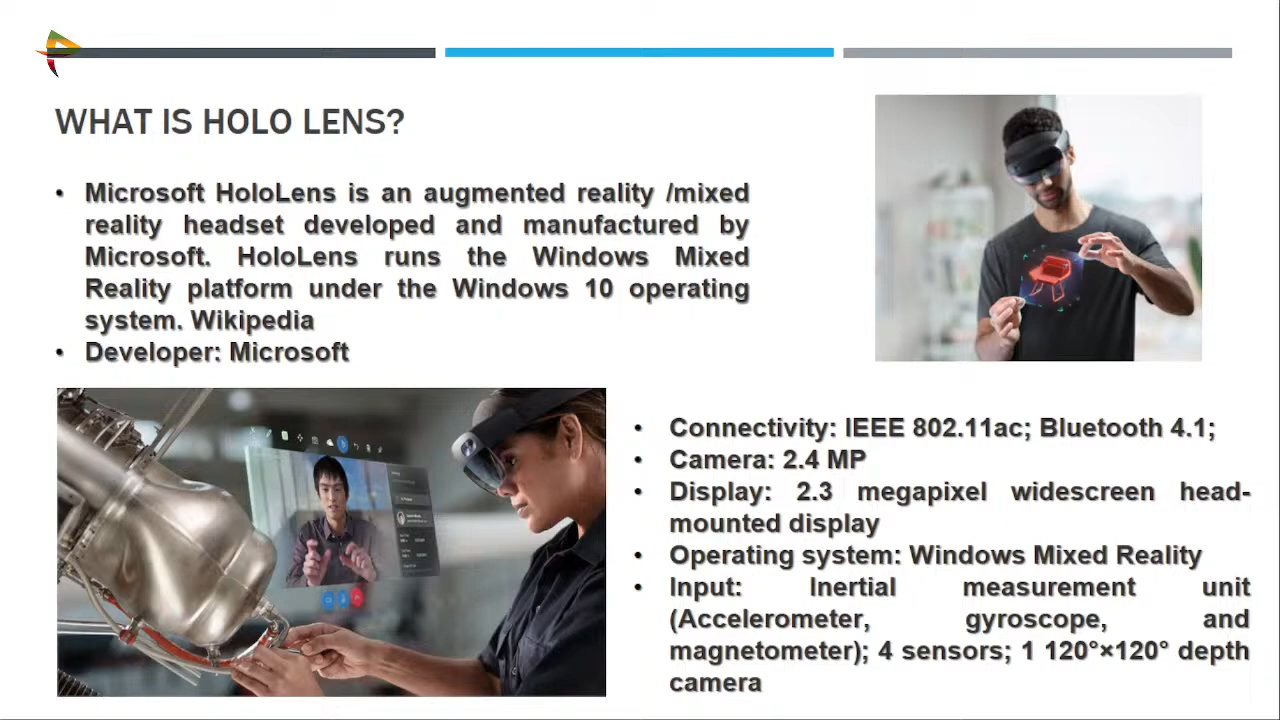 WHAT IS HOLO LENS?
• Microsoft HoloLens is an augmented reality /mixed
reality headset developed and manufactured by
Microsoft. HoloLens runs the Windows Mixed
Reality platform under the Windows 10 operating
system. Wikipedia
• Developer: Microsoft
• Connectivity: IEEE 802.11ac; Bluetooth 4.1;
• Camera: 2.4 MP
• Display: 2.3 megapixel widescreen head-
mounted display
• Operating system: Windows Mixed Reality
• Input: Inertial measurement unit
(Accelerometer, gyroscope, and
magnetometer); 4 sensors; 1 120°×120° depth
camera